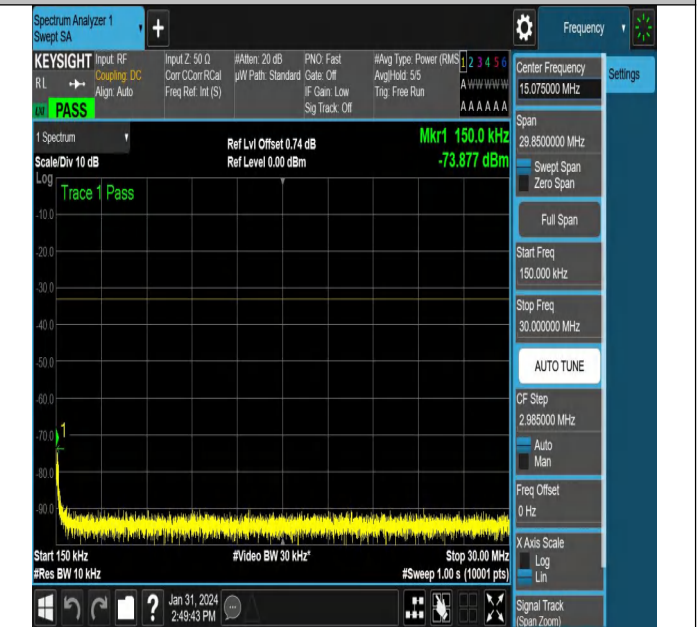 Spectrum Analyzer 1
Swept SA
+
Frequency
KEYSIGHT
RL
PASS
Input: RF
Coupling: DC
Align: Auto
Input Z: 50 Ω
Corr CCorr RCal
Freq Ref: Int (S)
#Atten: 20 dB
µW Path: Standard
PNO: Fast
Gate: Off
IF Gain: Low
Sig Track: Off
#Avg Type: Power (RMS
Avg|Hold: 5/5
Trig: Free Run
1 2 3 4 5 6
A W W W W W
A A A A A A
1 Spectrum
Scale/Div 10 dB
Log
Ref Lvl Offset 0.74 dB
Ref Level 0.00 dBm
Mkr1 150.0 kHz
-73.877 dBm
Trace 1 Pass
-10.0
-20.0
-30.0
-40.0
-50.0
-60.0
-70.0
1
-80.0
-90.0
Start 150 kHz
#Res BW 10 kHz
#Video BW 30 kHz*
Stop 30.00 MHz
#Sweep 1.00 s (10001 pts)
Jan 31, 2024
2:49:43 PM
Center Frequency
15.075000 MHz
Settings
Span
29.8500000 MHz
Swept Span
Zero Span
Full Span
Start Freq
150.000 kHz
Stop Freq
30.000000 MHz
AUTO TUNE
CF Step
2.985000 MHz
Auto
Man
Freq Offset
0 Hz
X Axis Scale
Log
Lin
Signal Track
(Span Zoom)